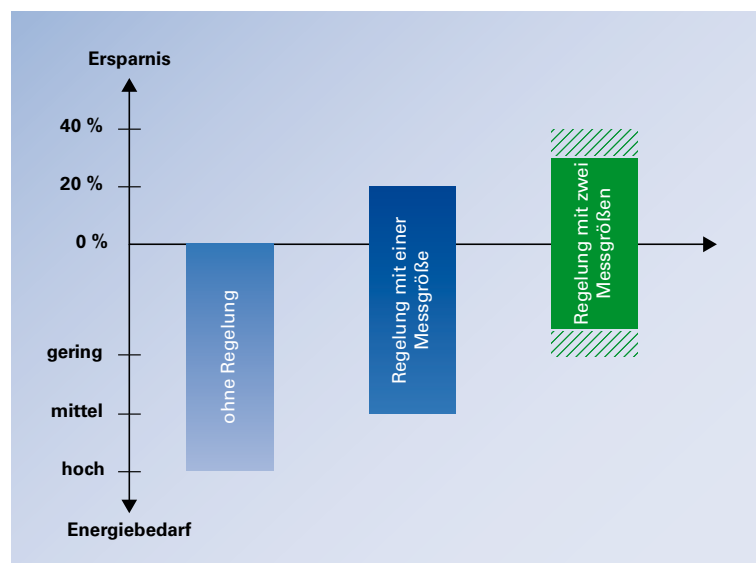 Ersparnis
40 %
20 %
0 %
gering
mittel
hoch
Energiebedarf
ohne Regelung
Regelung mit einer
Messgröße
Regelung mit zwei
Messgrößen